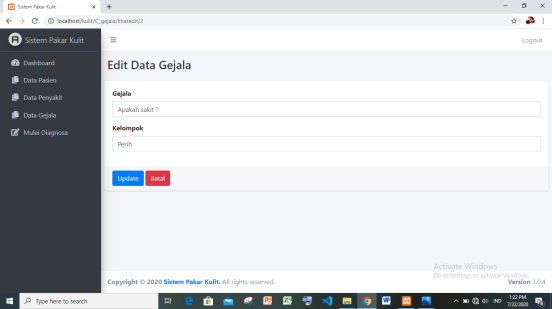 Sistem Pakar Kulit
localhost/kulit/C_gejala/lihatedit/2
Sistem Pakar Kulit
Logout
Dashboard
Data Pasien
Data Penyakit
Data Gejala
Mulai Diagnosa
Edit Data Gejala
Gejala
Apakah sakit ?
Kelompok
Perih
Update Batal
Activate Windows
Go to Settings to activate Windows.
Copyright © 2020 Sistem Pakar Kulit. All rights reserved.
Version 3.0.4
Type here to search
IND
1:22 PM
7/22/2020